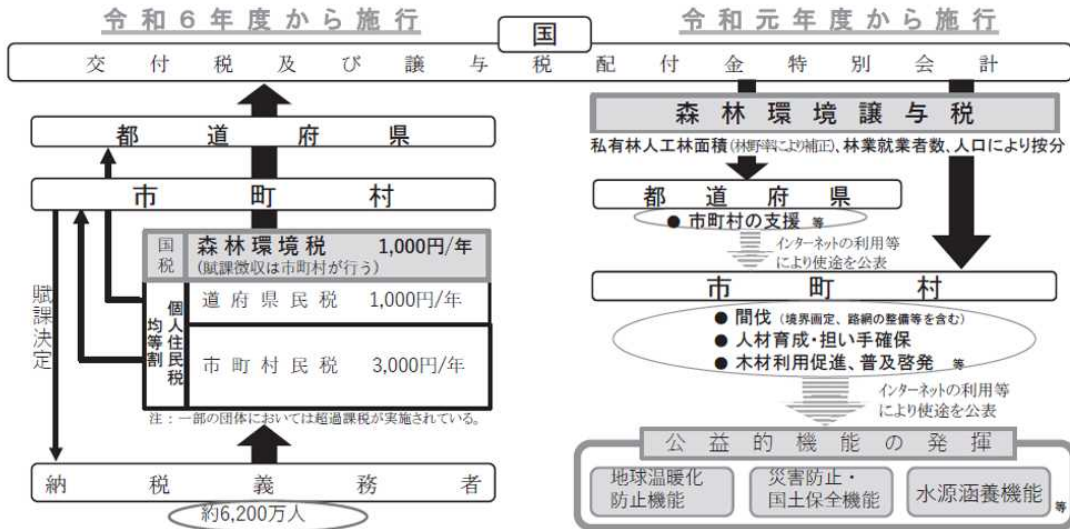 令和６年度から施行
令和元年度から施行
国
交付税及び譲与税配付金特別会計
都道府県
市町村
国税
森林環境税 1,000円/年
(賦課徴収は市町村が行う)
個人住民税均等割
道府県民税 1,000円/年
市町村民税 3,000円/年
注：一部の団体においては超過課税が実施されている。
賦課決定
納税義務者
約6,200万人
森林環境譲与税
私有林人工林面積(林野率により補正)、林業就業者数、人口により按分
都道府県
● 市町村の支援 等
インターネットの利用等
により使途を公表
市町村
● 間伐（境界画定、路網の整備等を含む）
● 人材育成・担い手確保
● 木材利用促進、普及啓発 等
インターネットの利用等
により使途を公表
公益的機能の発揮
地球温暖化
防止機能
災害防止・
国土保全機能
水源涵養機能
等